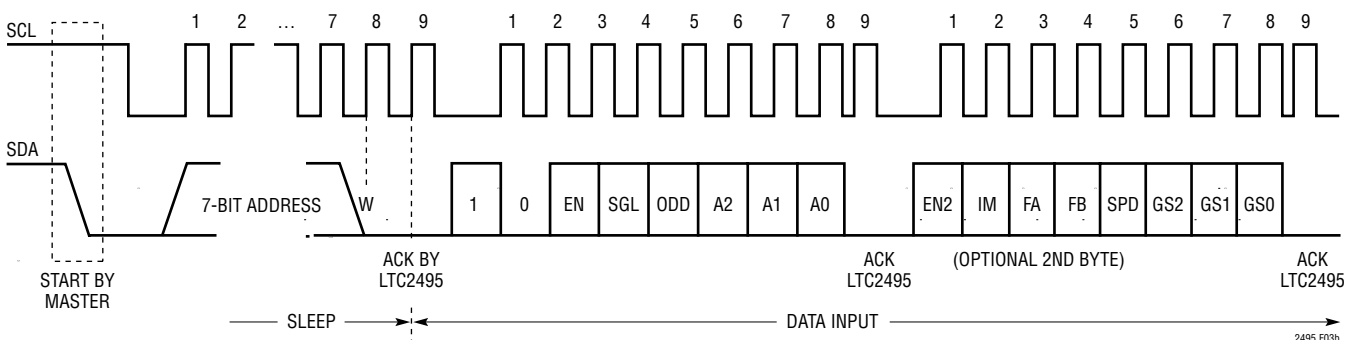 SCL
1 2 … 7 8 9 1 2 3 4 5 6 7 8 9 1 2 3 4 5 6 7 8 9
SDA
7-BIT ADDRESS W 1 0 EN SGL ODD A2 A1 A0 EN2 IM FA FB SPD GS2 GS1 GS0
START BY
MASTER
ACK BY
LTC2495
ACK
LTC2495
(OPTIONAL 2ND BYTE)
ACK
LTC2495
SLEEP
DATA INPUT
2495 F03b